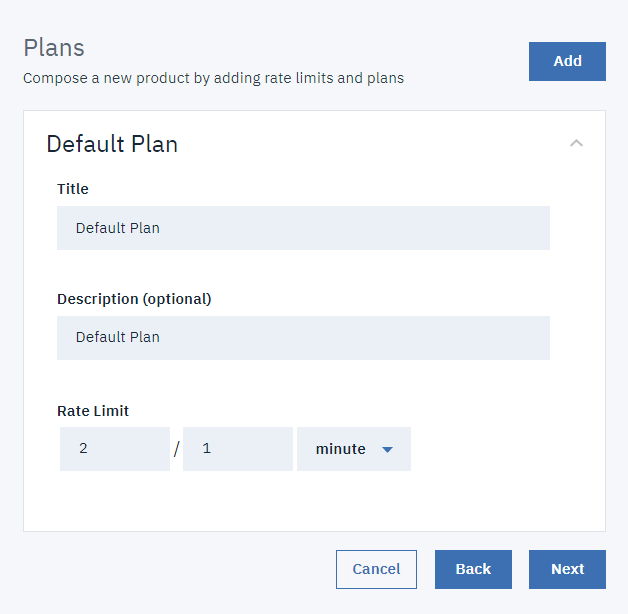 Plans
Compose a new product by adding rate limits and plans
Add
Default Plan
Title
Default Plan
Description (optional)
Default Plan
Rate Limit
2 / 1 minute
Cancel Back Next